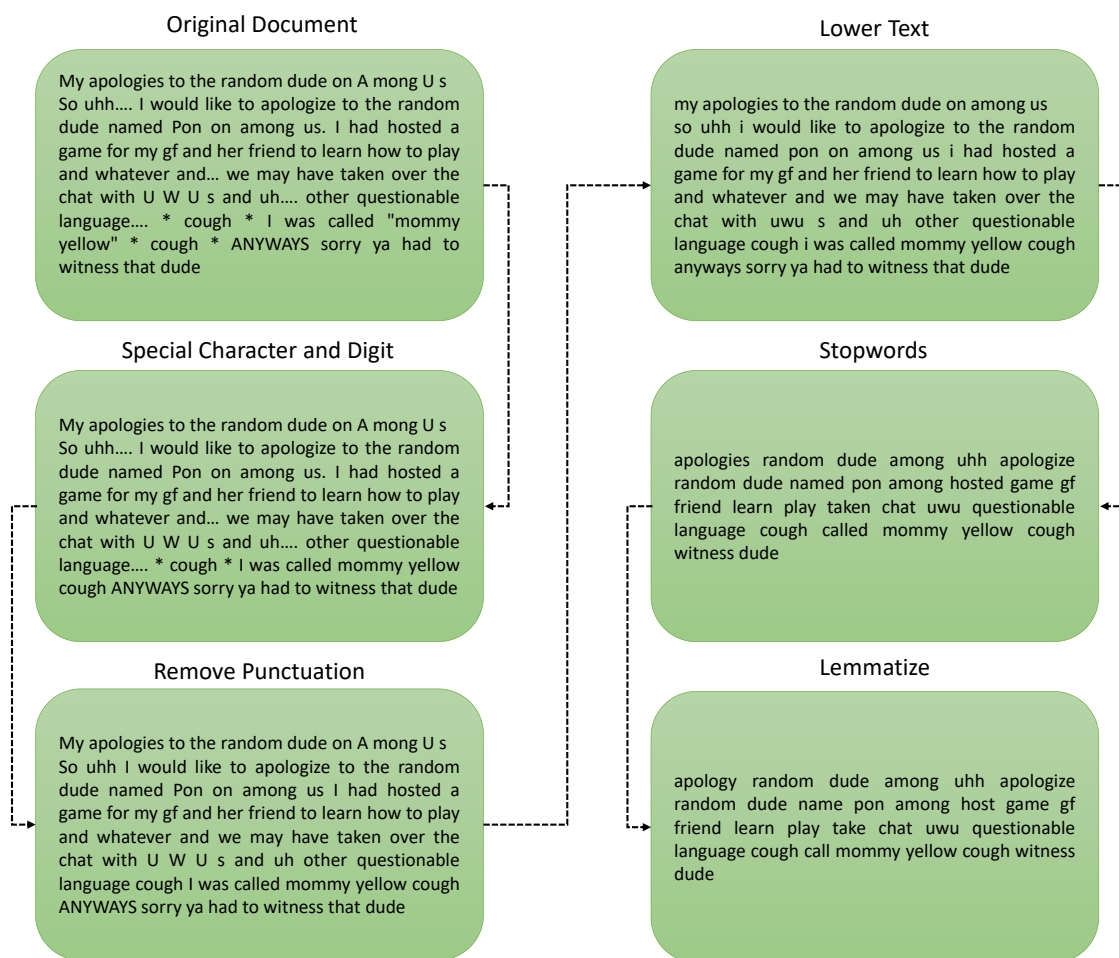 Original Document
My apologies to the random dude on A mong U s
So uhh.... I would like to apologize to the random
dude named Pon on among us. I had hosted a
game for my gf and her friend to learn how to play
and whatever and... we may have taken over the
chat with U W U s and uh.... other questionable
language.... * cough * I was called "mommy
yellow" * cough * ANYWAYS sorry ya had to
witness that dude
Special Character and Digit
My apologies to the random dude on A mong U s
So uhh.... I would like to apologize to the random
dude named Pon on among us. I had hosted a
game for my gf and her friend to learn how to play
and whatever and... we may have taken over the
chat with U W U s and uh.... other questionable
language.... * cough * I was called mommy yellow
cough ANYWAYS sorry ya had to witness that dude
Remove Punctuation
My apologies to the random dude on A mong U s
So uhh I would like to apologize to the random
dude named Pon on among us I had hosted a
game for my gf and her friend to learn how to play
and whatever and we may have taken over the
chat with U W U s and uh other questionable
language cough I was called mommy yellow cough
ANYWAYS sorry ya had to witness that dude
Lower Text
my apologies to the random dude on among us
so uhh i would like to apologize to the random
dude named pon on among us i had hosted a
game for my gf and her friend to learn how to play
and whatever and we may have taken over the
chat with uwu s and uh other questionable
language cough i was called mommy yellow cough
anyways sorry ya had to witness that dude
Stopwords
apologies random dude among uhh apologize
random dude named pon among hosted game gf
friend learn play taken chat uwu questionable
language cough called mommy yellow cough
witness dude
Lemmatize
apology random dude among uhh apologize
random dude name pon among host game gf
friend learn play take chat uwu questionable
language cough call mommy yellow cough witness
dude